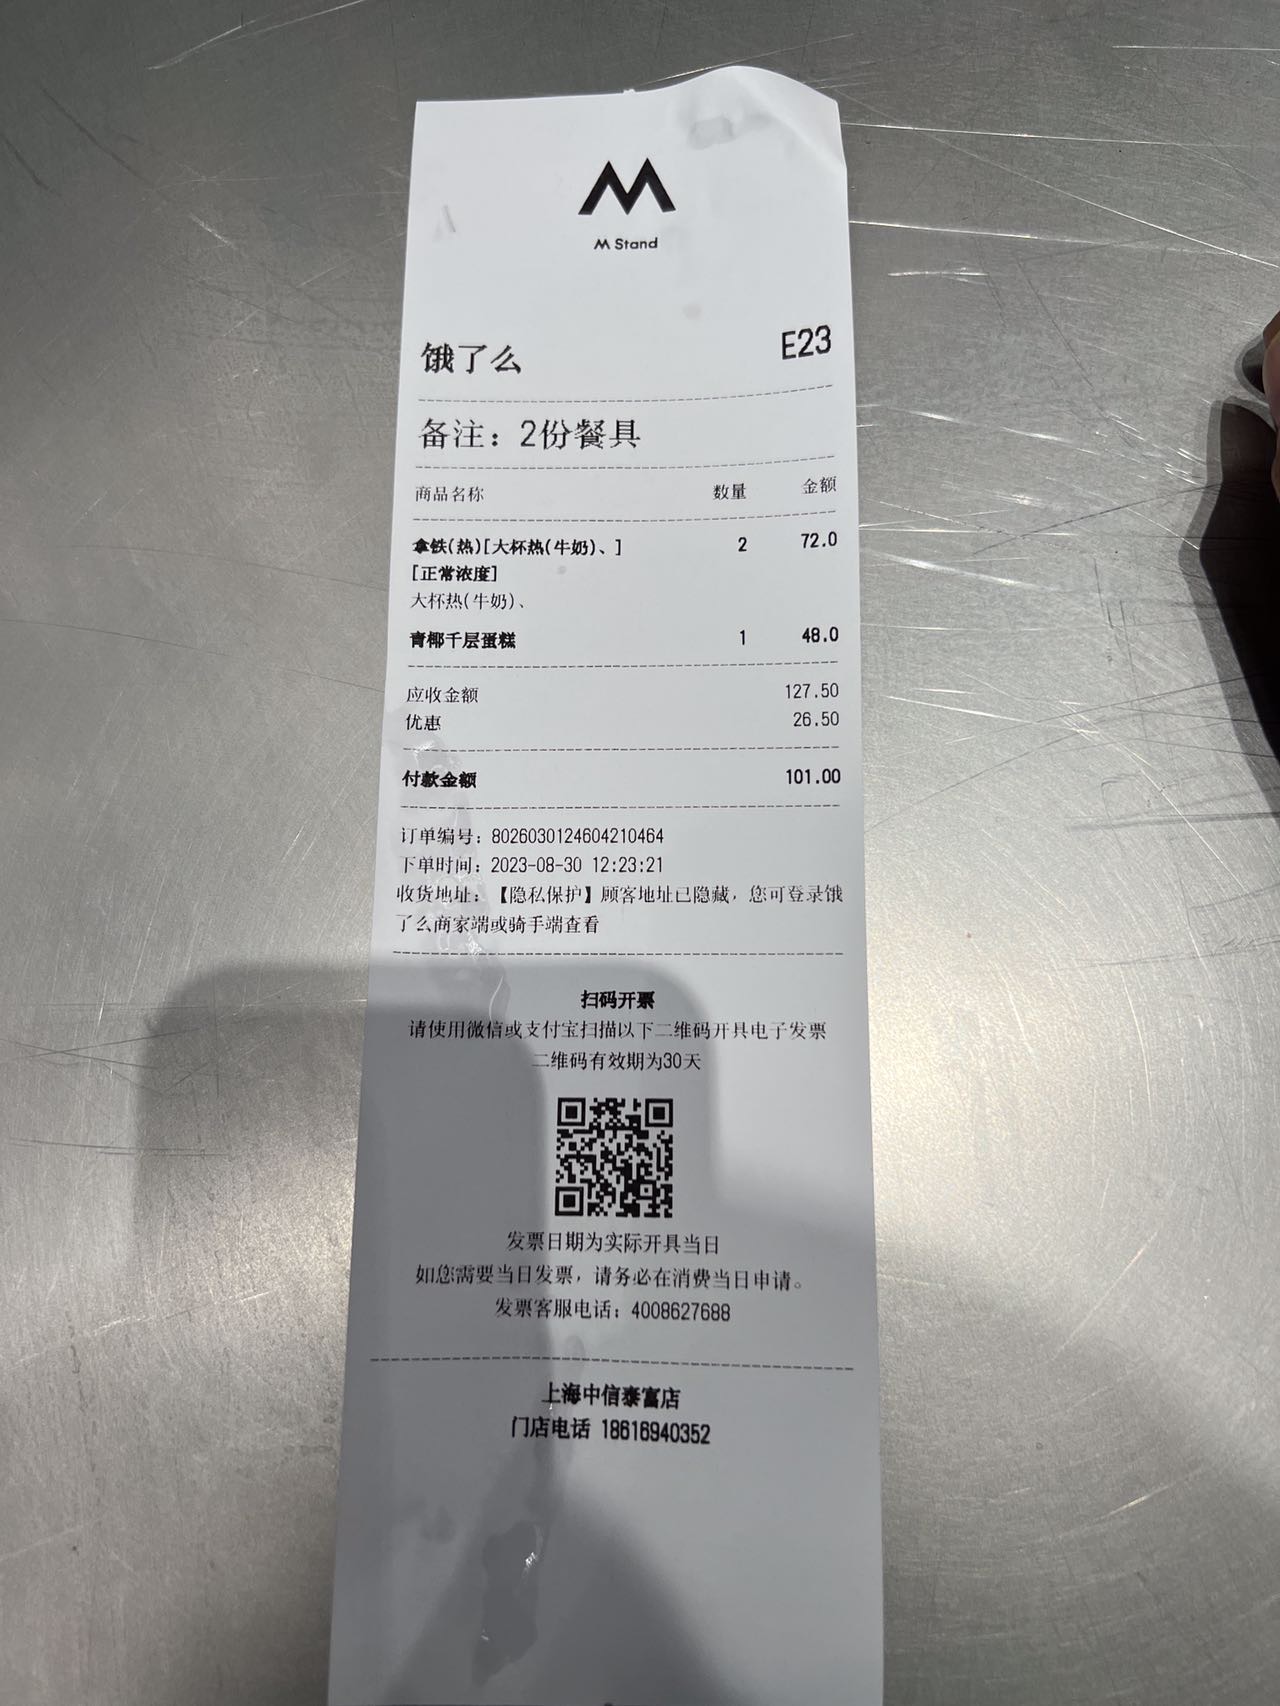 M
M Stand
饿了么 E23
备注：2份餐具
商品名称 数量 金额
拿铁(热)[大杯热(牛奶)、] 2 72.0
[正常浓度]
大杯热(牛奶)、
青椰千层蛋糕 1 48.0
应收金额 127.50
优惠 26.50
付款金额 101.00
订单编号：8026030124604210464
下单时间：2023-08-30 12:23:21
收货地址：【隐私保护】顾客地址已隐藏，您可登录饿
了么商家端或骑手端查看
扫码开票
请使用微信或支付宝扫描以下二维码开具电子发票
二维码有效期为30天
发票日期为实际开具当日
如您需要当日发票，请务必在消费当日申请。
发票客服电话：4008627688
上海中信泰富店
门店电话 18616940352